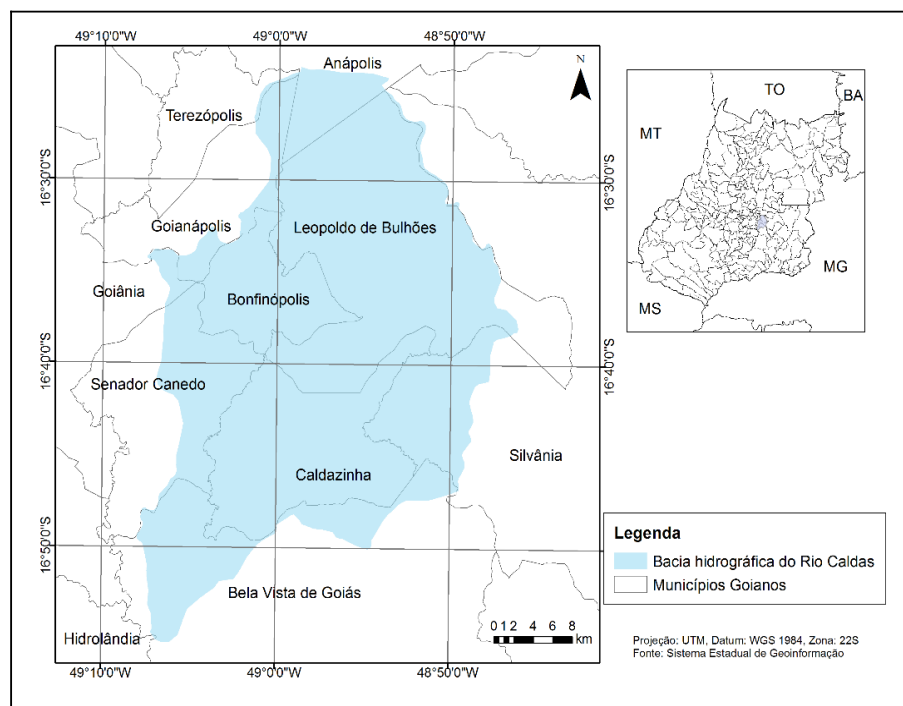 49°10'0"W 49°0'0"W 48°50'0"W
Anápolis
N
Terezópolis
16°30'0"S
16°30'0"S
Goianápolis
Leopoldo de Bulhões
Goiânia
Bonfinópolis
16°40'0"S
16°40'0"S
Senador Canedo
Silvânia
Caldazinha
16°50'0"S
16°50'0"S
Bela Vista de Goiás
Hidrolândia
0 1 2 4 6 8
km
49°10'0"W 49°0'0"W 48°50'0"W
TO
BA
MT
MG
MS
Legenda
Bacia hidrográfica do Rio Caldas
Municípios Goianos
Projeção: UTM, Datum: WGS 1984, Zona: 22S
Fonte: Sistema Estadual de Geoinformação